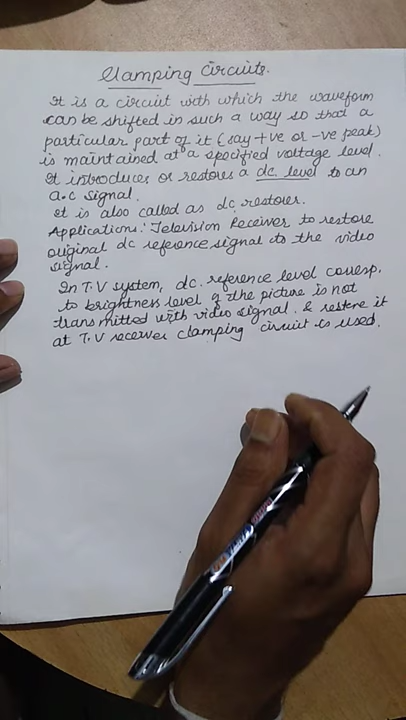 Clamping Circuits.
It is a circuit with which the waveform
can be shifted in such a way so that a
particular part of it (say +ve or -ve peak)
is maintained at a specified voltage level.
It introduces or restores a dc level to an
a.c signal.
It is also called as dc restorer.
Applications: Television Receiver to restore
original dc reference signal to the video
signal.
In T.V system, dc. reference level corresp.
to brightness level of the picture is not
transmitted with video signal. & restore it
at T.V receiver clamping circuit is used.